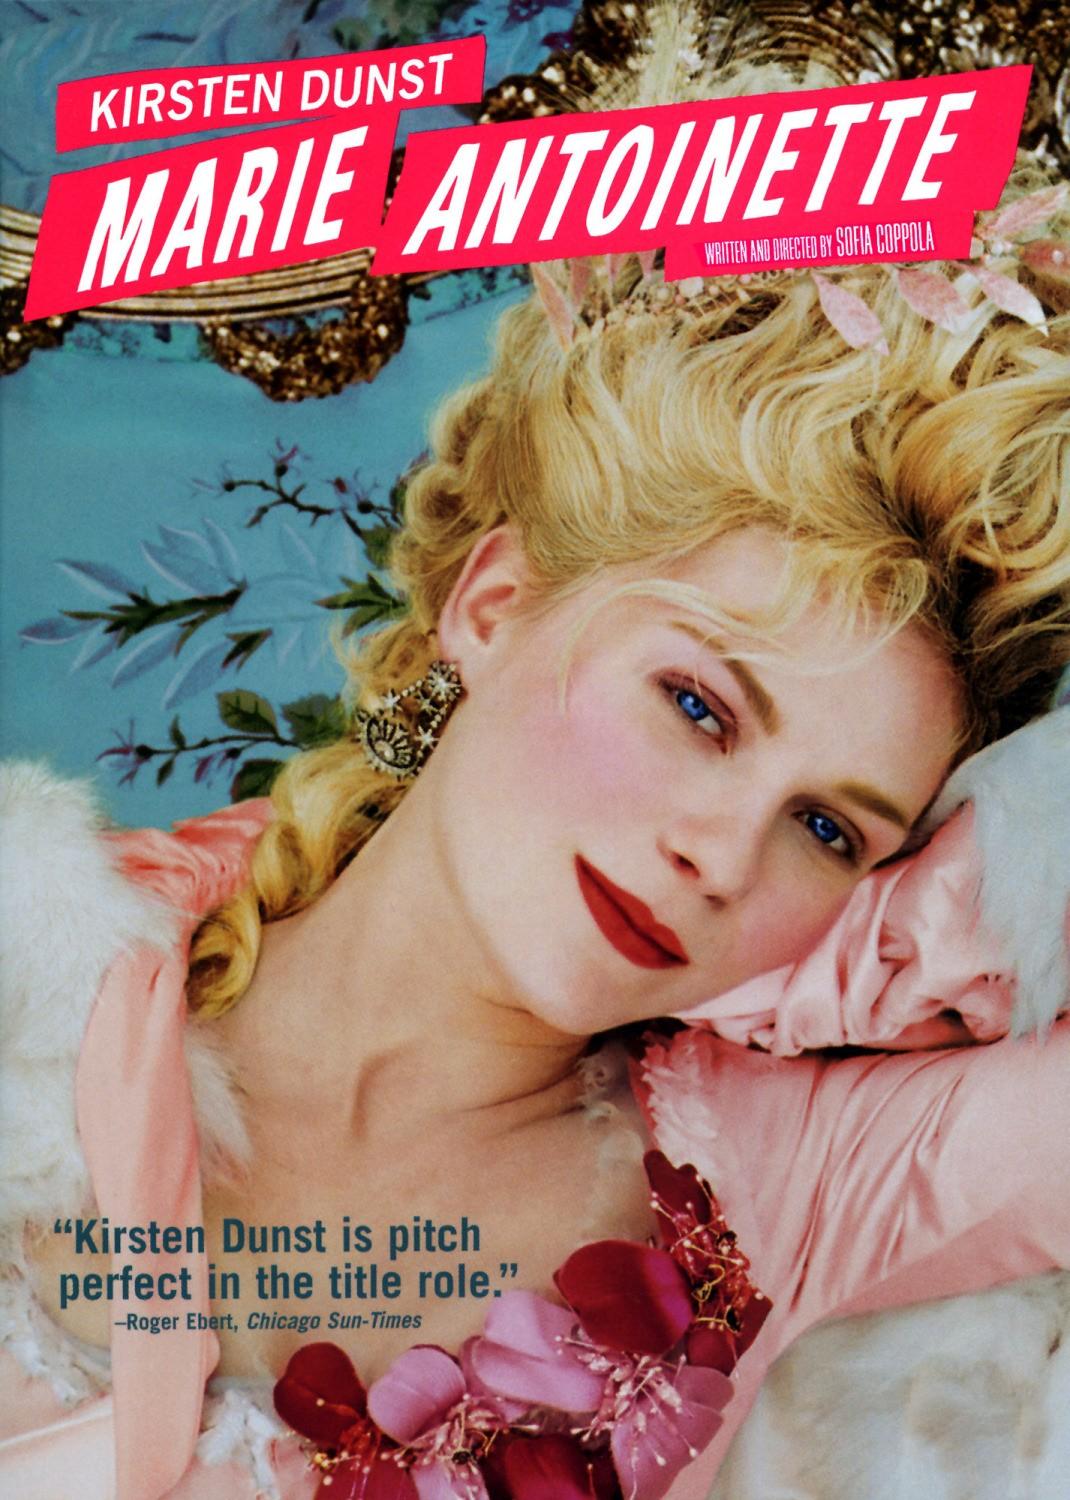 KIRSTEN DUNST
MARIE ANTOINETTE
WRITTEN AND DIRECTED BY SOFIA COPPOLA
“Kirsten Dunst is pitch
perfect in the title role.”
–Roger Ebert, Chicago Sun-Times